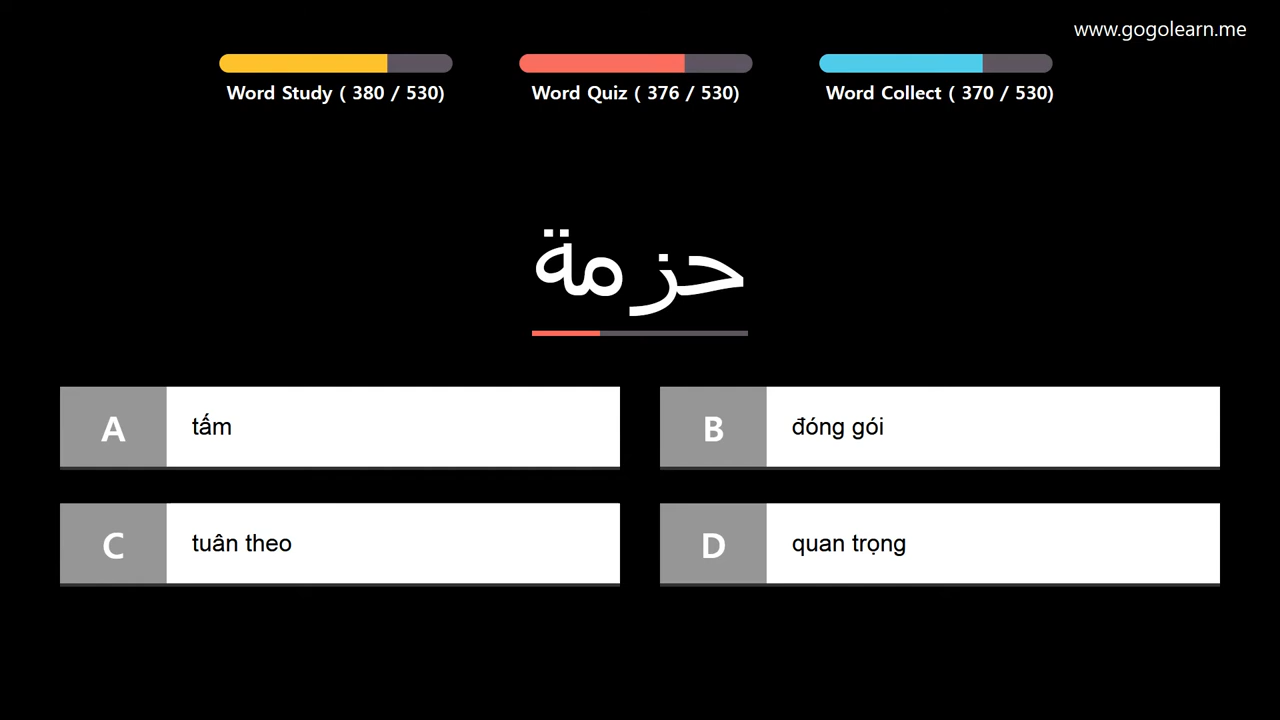 www.gogolearn.me
Word Study ( 380 / 530)
Word Quiz ( 376 / 530)
Word Collect ( 370 / 530)
حزمة
A
tấm
B
đóng gói
C
tuân theo
D
quan trọng